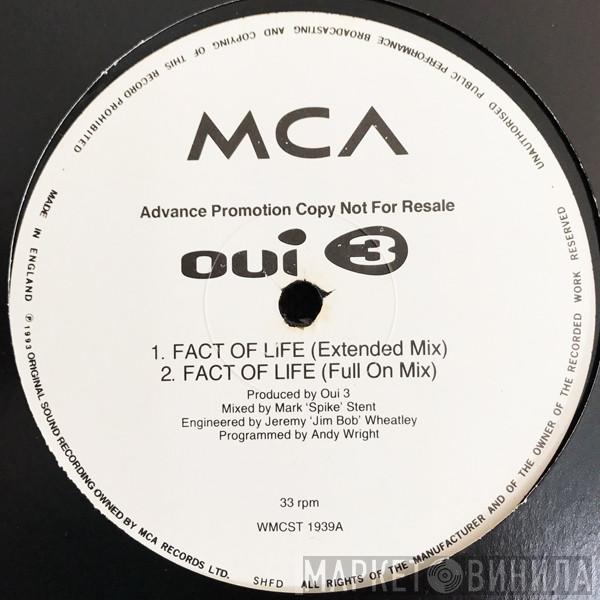 MCA
Advance Promotion Copy Not For Resale
oui 3
1. FACT OF LiFE (Extended Mix)
2. FACT OF LIFE (Full On Mix)
Produced by Oui 3
Mixed by Mark 'Spike' Stent
Engineered by Jeremy 'Jim Bob' Wheatley
Programmed by Andy Wright
33 rpm
WMCST 1939A
MADE IN ENGLAND ℗ 1993 ORIGINAL SOUND RECORDING OWNED BY MCA RECORDS LTD. SHFD ALL RIGHTS OF THE MANUFACTURER AND OF THE OWNER OF THE RECORDED WORK RESERVED
UNAUTHORISED PUBLIC PERFORMANCE BROADCASTING AND COPYING OF THIS RECORD PROHIBITED
МАРКЕТ ВИНИЛА